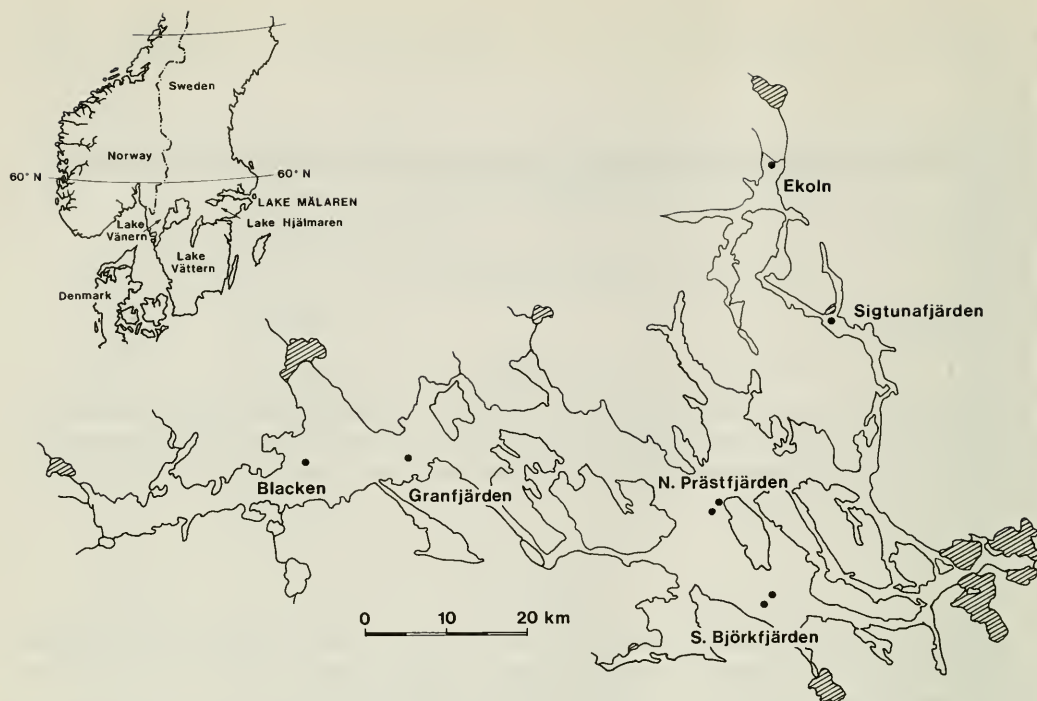 Sweden
Norway
60° N
60° N
LAKE MÄLAREN
Lake Hjälmaren
Lake
Vänern
Lake
Vättern
Denmark
Ekoln
Sigtunafjärden
Blacken
Granfjärden
N. Prästfjärden
S. Björkfjärden
0 10 20 km